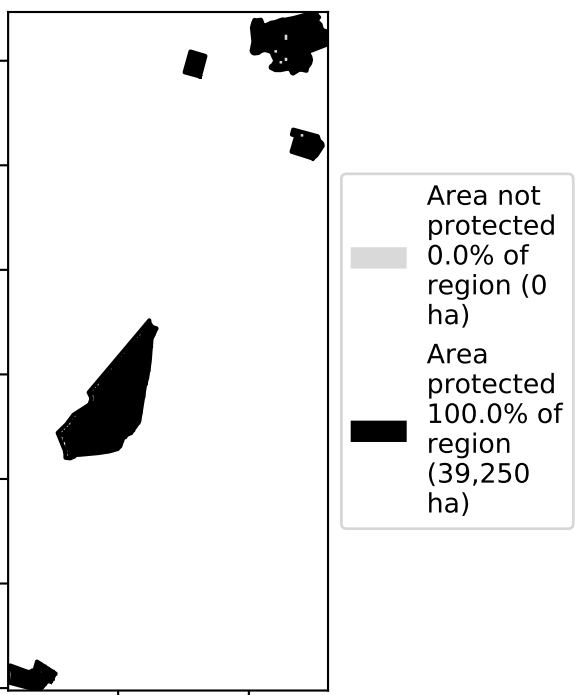 Area not
protected
0.0% of
region (0
ha)
Area
protected
100.0% of
region
(39,250
ha)